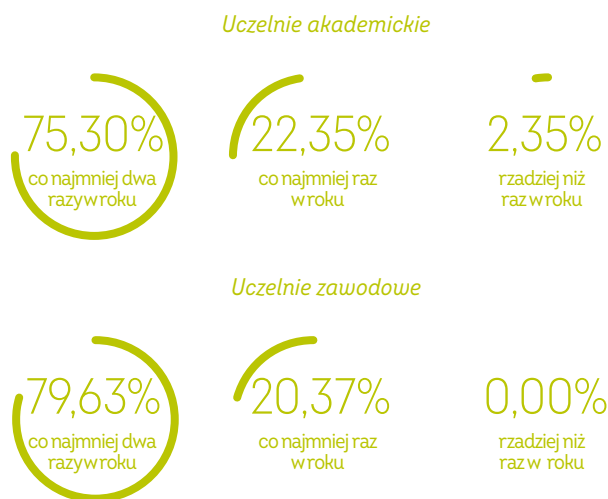 Uczelnie akademickie
75,30%
co najmniej dwa
razy w roku
22,35%
co najmniej raz
w roku
2,35%
rzadziej niż
raz w roku
Uczelnie zawodowe
79,63%
co najmniej dwa
razy w roku
20,37%
co najmniej raz
w roku
0,00%
rzadziej niż
raz w roku